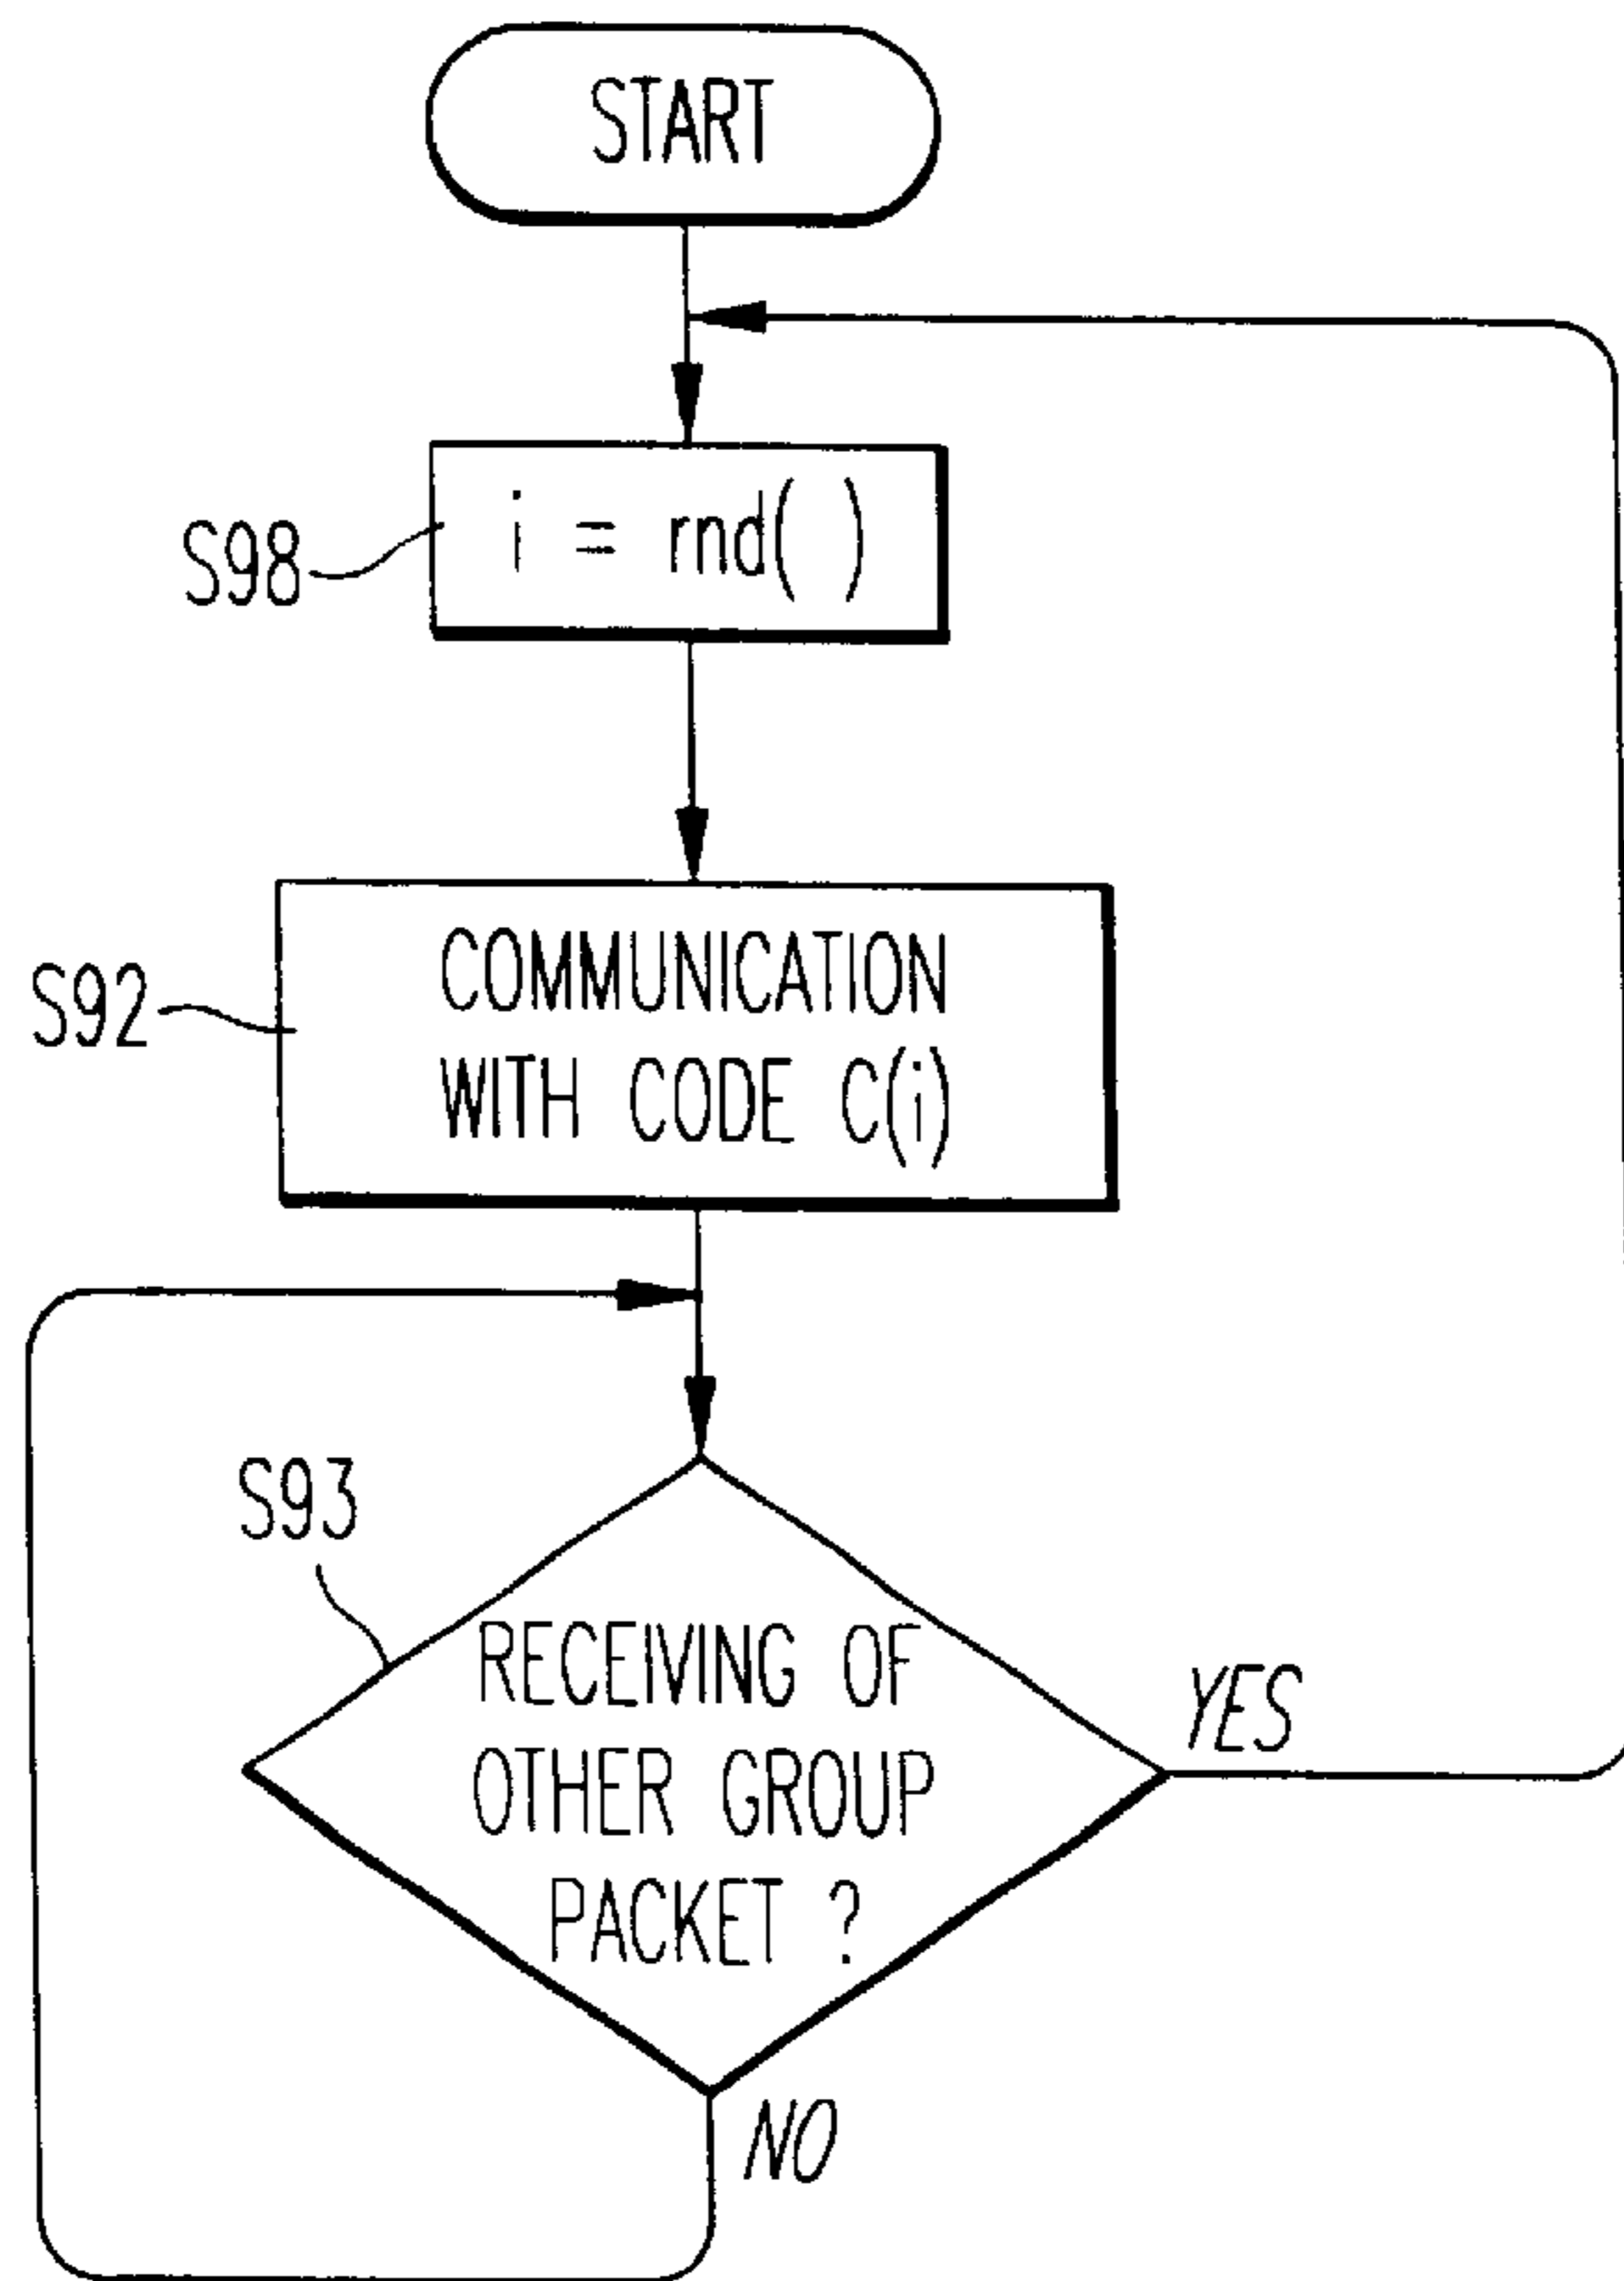 START
S98
i = rnd( )
S92
COMMUNICATION
WITH CODE C(i)
S93
RECEIVING OF
OTHER GROUP
PACKET ?
YES
NO